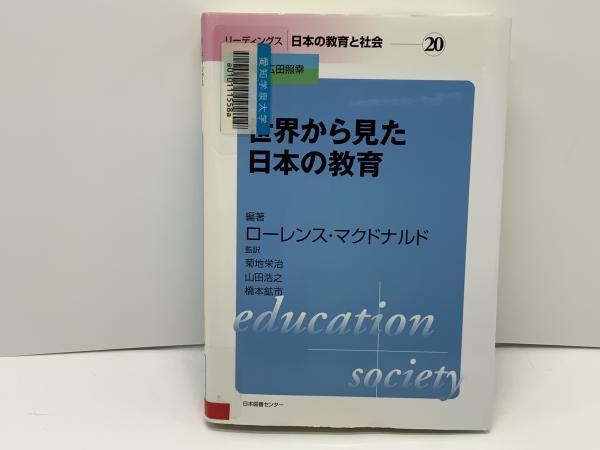 リーディングス 日本の教育と社会 20
広田照幸
愛知学泉大学
a0101111558a
世界から見た
日本の教育
編著
ローレンス・マクドナルド
監訳
菊地栄治
山田浩之
橋本鉱市
education
society
日本図書センター